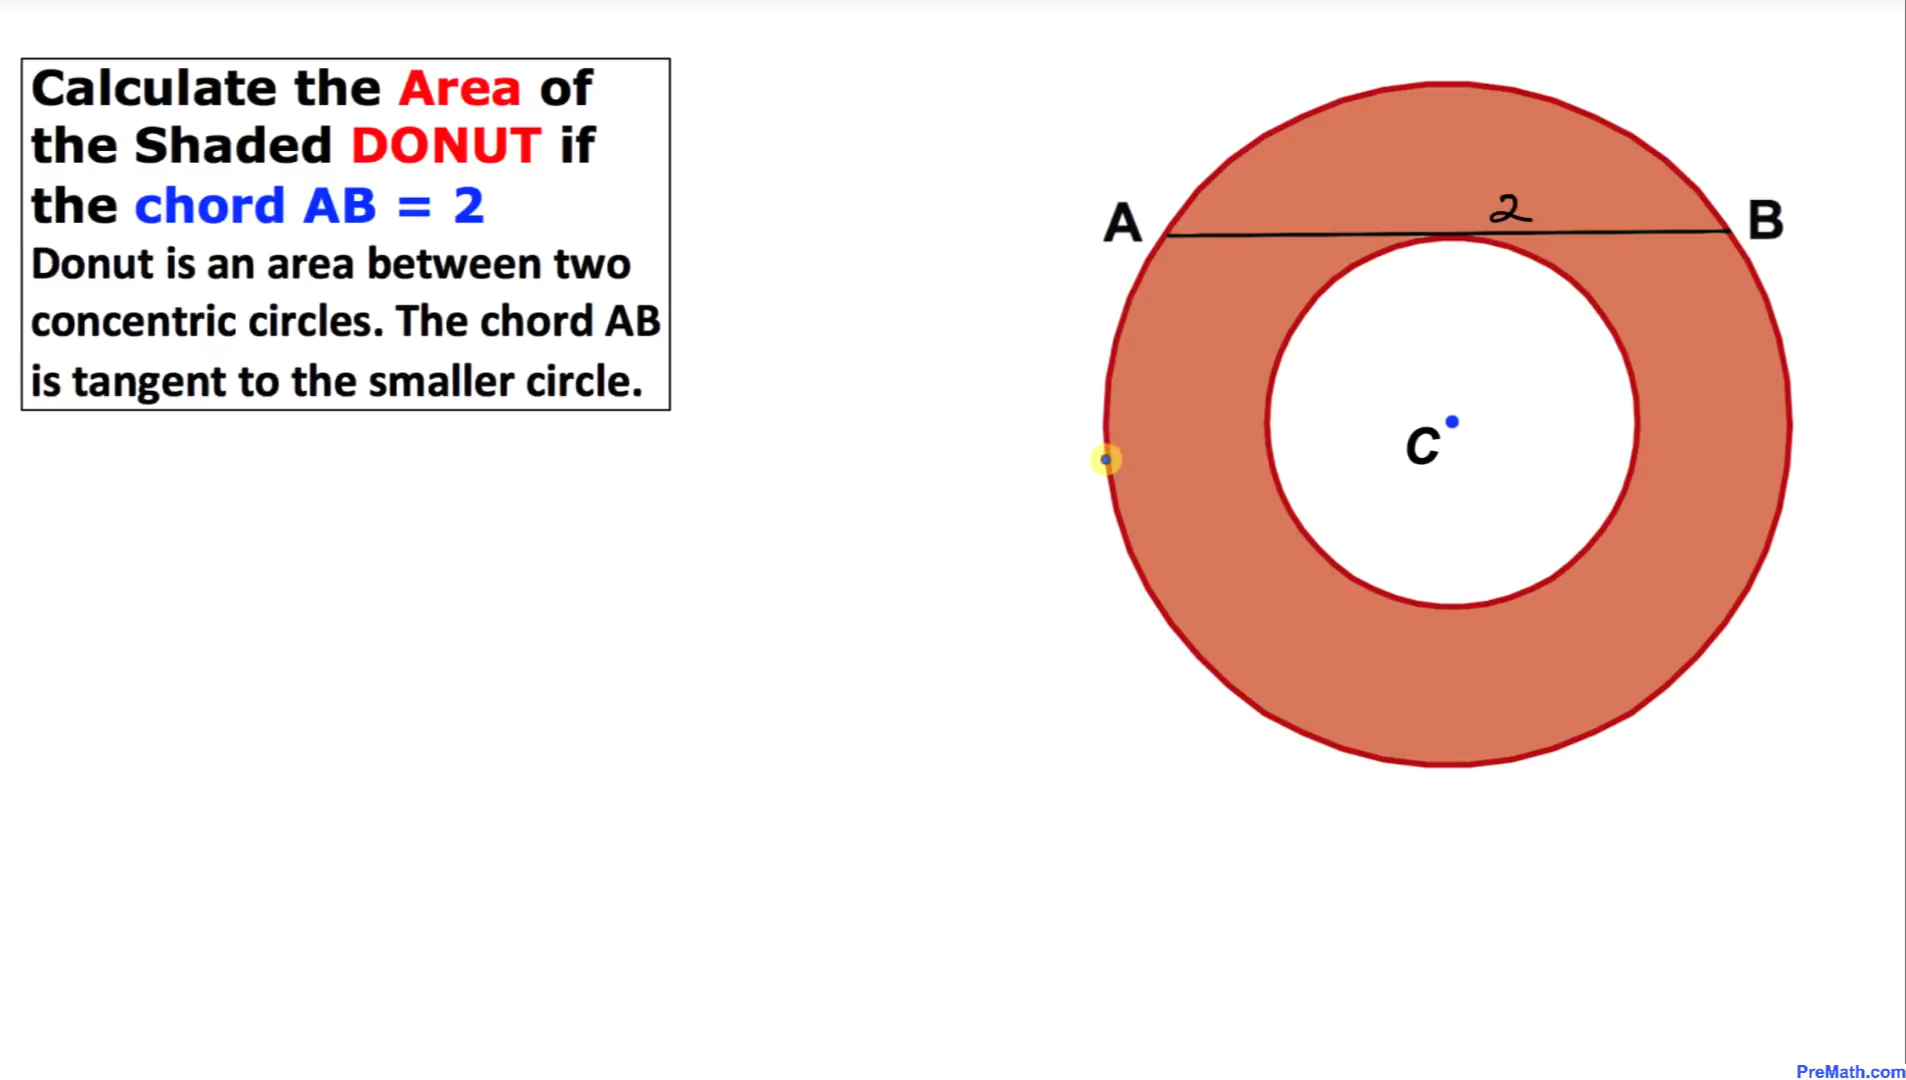 Calculate the Area of
the Shaded DONUT if
the chord AB = 2
Donut is an area between two
concentric circles. The chord AB
is tangent to the smaller circle.
2
A
B
C
PreMath.com